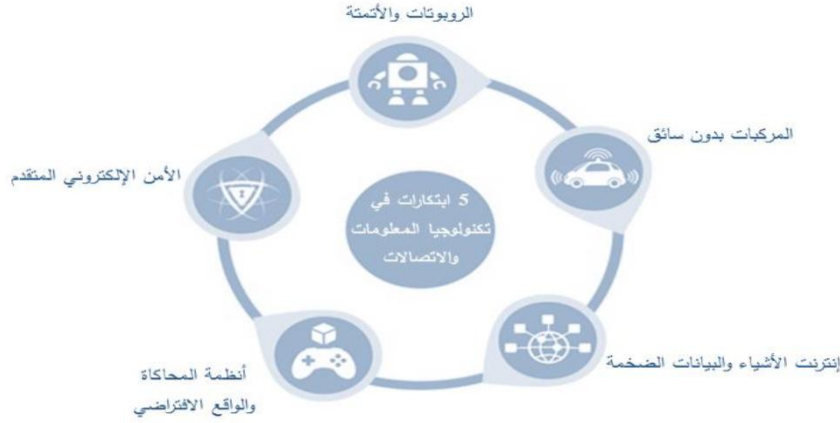 الروبوتات والأتمتة
المركبات بدون سائق
الأمن الإلكتروني المتقدم
5 ابتكارات في
تكنولوجيا المعلومات
والاتصالات
إنترنت الأشياء والبيانات الضخمة
أنظمة المحاكاة
والواقع الافتراضي